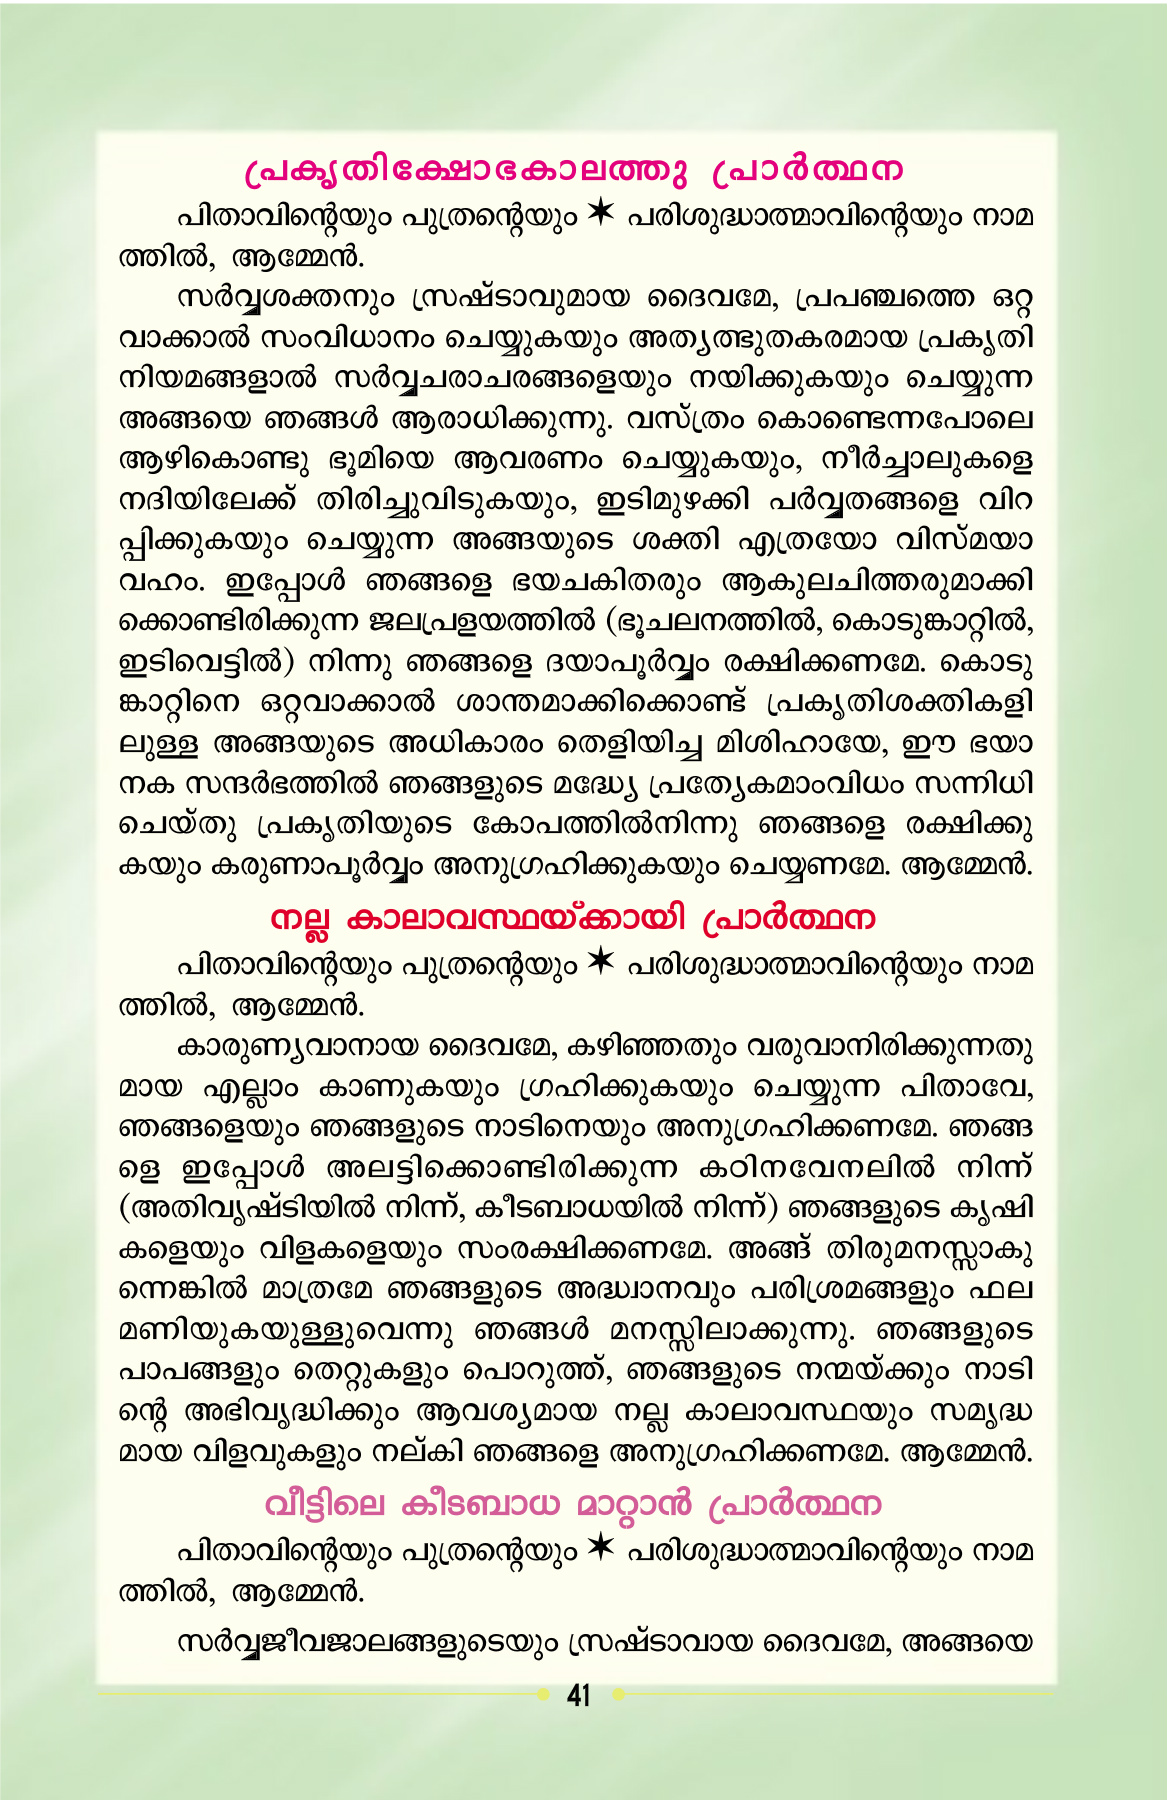 പ്രകൃതിക്ഷോഭകാലത്തു പ്രാർത്ഥന
പിതാവിന്റെയും പുത്രന്റെയും ✶ പരിശുദ്ധാത്മാവിന്റെയും നാമ
ത്തിൽ, ആമ്മേൻ.
സർവ്വശക്തനും സ്രഷ്ടാവുമായ ദൈവമേ, പ്രപഞ്ചത്തെ ഒറ്റ
വാക്കാൽ സംവിധാനം ചെയ്യുകയും അത്യത്ഭുതകരമായ പ്രകൃതി
നിയമങ്ങളാൽ സർവ്വചരാചരങ്ങളെയും നയിക്കുകയും ചെയ്യുന്ന
അങ്ങയെ ഞങ്ങൾ ആരാധിക്കുന്നു. വസ്ത്രം കൊണ്ടെന്നപോലെ
ആഴികൊണ്ടു ഭൂമിയെ ആവരണം ചെയ്യുകയും, നീർച്ചാലുകളെ
നദിയിലേക്ക് തിരിച്ചുവിടുകയും, ഇടിമുഴക്കി പർവ്വതങ്ങളെ വിറ
പ്പിക്കുകയും ചെയ്യുന്ന അങ്ങയുടെ ശക്തി എത്രയോ വിസ്മയാ
വഹം. ഇപ്പോൾ ഞങ്ങളെ ഭയചകിതരും ആകുലചിത്തരുമാക്കി
ക്കൊണ്ടിരിക്കുന്ന ജലപ്രളയത്തിൽ (ഭൂചലനത്തിൽ, കൊടുങ്കാറ്റിൽ,
ഇടിവെട്ടിൽ) നിന്നു ഞങ്ങളെ ദയാപൂർവ്വം രക്ഷിക്കണമേ. കൊടു
ങ്കാറ്റിനെ ഒറ്റവാക്കാൽ ശാന്തമാക്കിക്കൊണ്ട് പ്രകൃതിശക്തികളി
ലുള്ള അങ്ങയുടെ അധികാരം തെളിയിച്ച മിശിഹായേ, ഈ ഭയാ
നക സന്ദർഭത്തിൽ ഞങ്ങളുടെ മദ്ധ്യേ പ്രത്യേകമാംവിധം സന്നിധി
ചെയ്തു പ്രകൃതിയുടെ കോപത്തിൽനിന്നു ഞങ്ങളെ രക്ഷിക്കു
കയും കരുണാപൂർവ്വം അനുഗ്രഹിക്കുകയും ചെയ്യണമേ. ആമ്മേൻ.
നല്ല കാലാവസ്ഥയ്ക്കായി പ്രാർത്ഥന
പിതാവിന്റെയും പുത്രന്റെയും ✶ പരിശുദ്ധാത്മാവിന്റെയും നാമ
ത്തിൽ, ആമ്മേൻ.
കാരുണ്യവാനായ ദൈവമേ, കഴിഞ്ഞതും വരുവാനിരിക്കുന്നതു
മായ എല്ലാം കാണുകയും ഗ്രഹിക്കുകയും ചെയ്യുന്ന പിതാവേ,
ഞങ്ങളെയും ഞങ്ങളുടെ നാടിനെയും അനുഗ്രഹിക്കണമേ. ഞങ്ങ
ളെ ഇപ്പോൾ അലട്ടിക്കൊണ്ടിരിക്കുന്ന കഠിനവേനലിൽ നിന്ന്
(അതിവൃഷ്ടിയിൽ നിന്ന്, കീടബാധയിൽ നിന്ന്) ഞങ്ങളുടെ കൃഷി
കളെയും വിളകളെയും സംരക്ഷിക്കണമേ. അങ്ങ് തിരുമനസ്സാകു
ന്നെങ്കിൽ മാത്രമേ ഞങ്ങളുടെ അദ്ധ്വാനവും പരിശ്രമങ്ങളും ഫല
മണിയുകയുള്ളുവെന്നു ഞങ്ങൾ മനസ്സിലാക്കുന്നു. ഞങ്ങളുടെ
പാപങ്ങളും തെറ്റുകളും പൊറുത്ത്, ഞങ്ങളുടെ നന്മയ്ക്കും നാടി
ന്റെ അഭിവൃദ്ധിക്കും ആവശ്യമായ നല്ല കാലാവസ്ഥയും സമൃദ്ധ
മായ വിളവുകളും നല്കി ഞങ്ങളെ അനുഗ്രഹിക്കണമേ. ആമ്മേൻ.
വീട്ടിലെ കീടബാധ മാറ്റാൻ പ്രാർത്ഥന
പിതാവിന്റെയും പുത്രന്റെയും ✶ പരിശുദ്ധാത്മാവിന്റെയും നാമ
ത്തിൽ, ആമ്മേൻ.
സർവ്വജീവജാലങ്ങളുടെയും സ്രഷ്ടാവായ ദൈവമേ, അങ്ങയെ
41